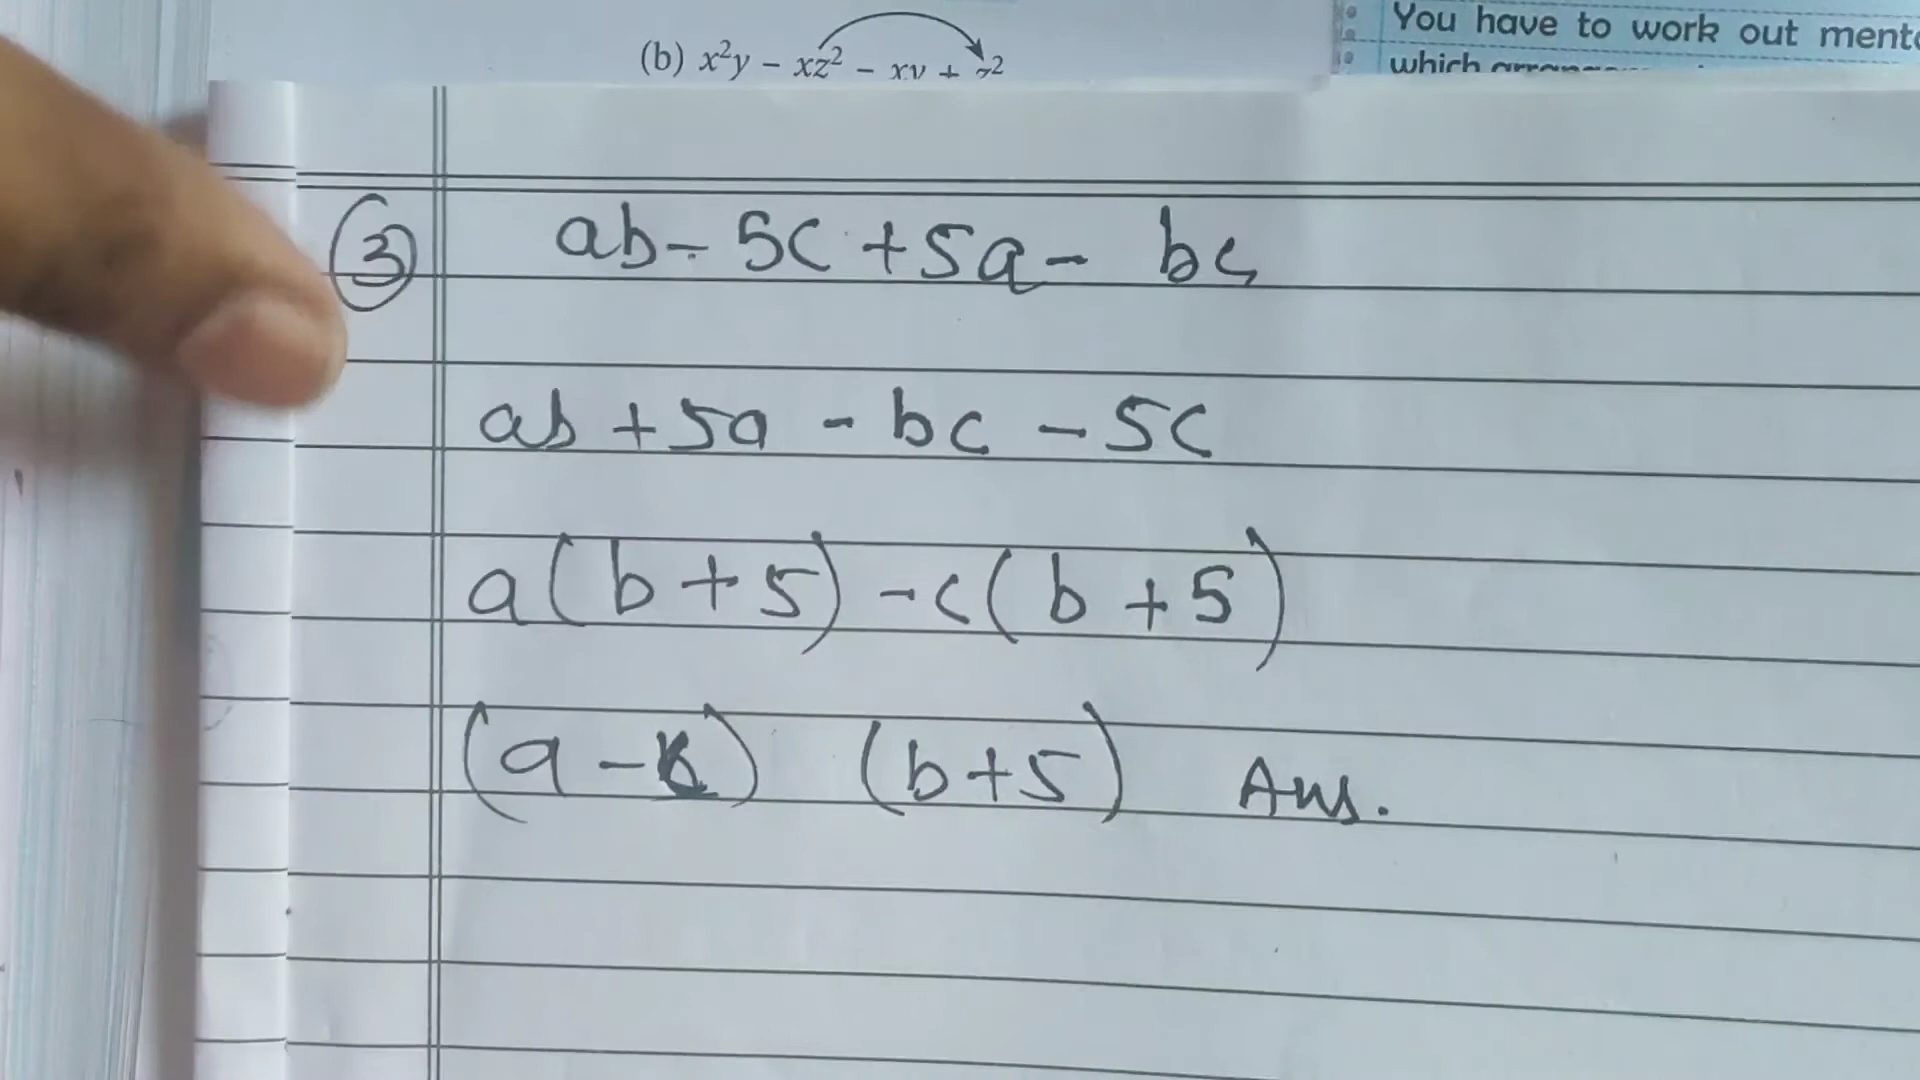 (b) x²y – xz² – xy + z²
You have to work out
which
③ ab - 5c + 5a - bc
ab + 5a - bc - 5c
a(b+5) - c(b+5)
(a-c) (b+5) Ans.